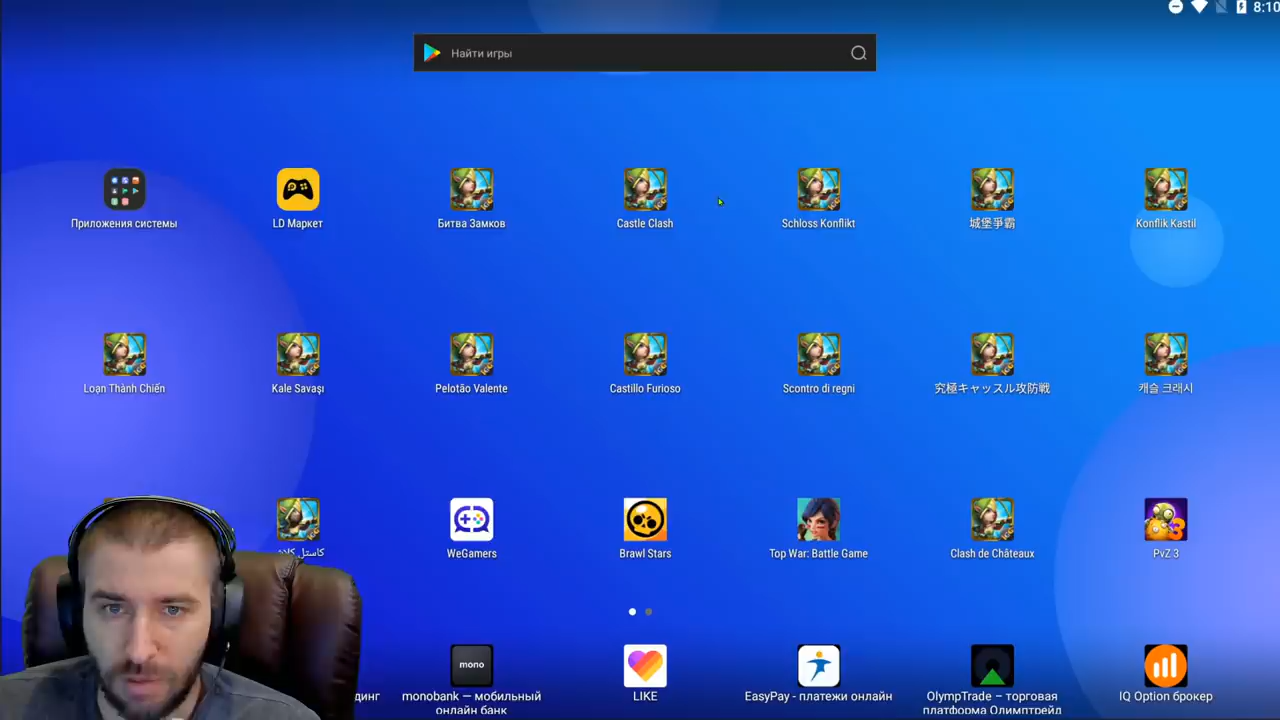 8:10
Найти игры
Приложения системы
LD Маркет
Битва Замков
Castle Clash
Schloss Konflikt
城堡爭霸
Konflik Kastil
Loạn Thành Chiến
Kale Savaşı
Pelotão Valente
Castillo Furioso
Scontro di regni
究極キャッスル攻防戦
캐슬 크래시
WeGamers
Brawl Stars
Top War: Battle Game
Clash de Châteaux
PvZ 3
mono
динг
monobank — мобильный
онлайн банк
LIKE
EasyPay - платежи онлайн
OlympTrade – торговая
платформа Олимптрейд
IQ Option брокер